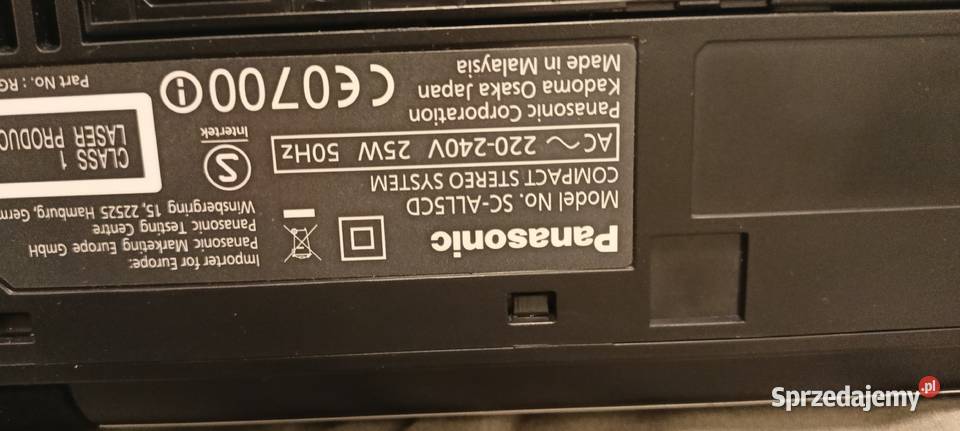 Panasonic
Model No. SC-ALL5CD
COMPACT STEREO SYSTEM
AC ～ 220-240V 25W 50Hz
Panasonic Corporation
Kadoma Osaka Japan
Made in Malaysia
CE0700
Importer for Europe:
Panasonic Marketing Europe GmbH
Panasonic Testing Centre
Winsbergring 15, 22525 Hamburg, Germ
S
Intertek
CLASS 1
LASER PRODUC
Part No.: RG
Sprzedajemy.pl